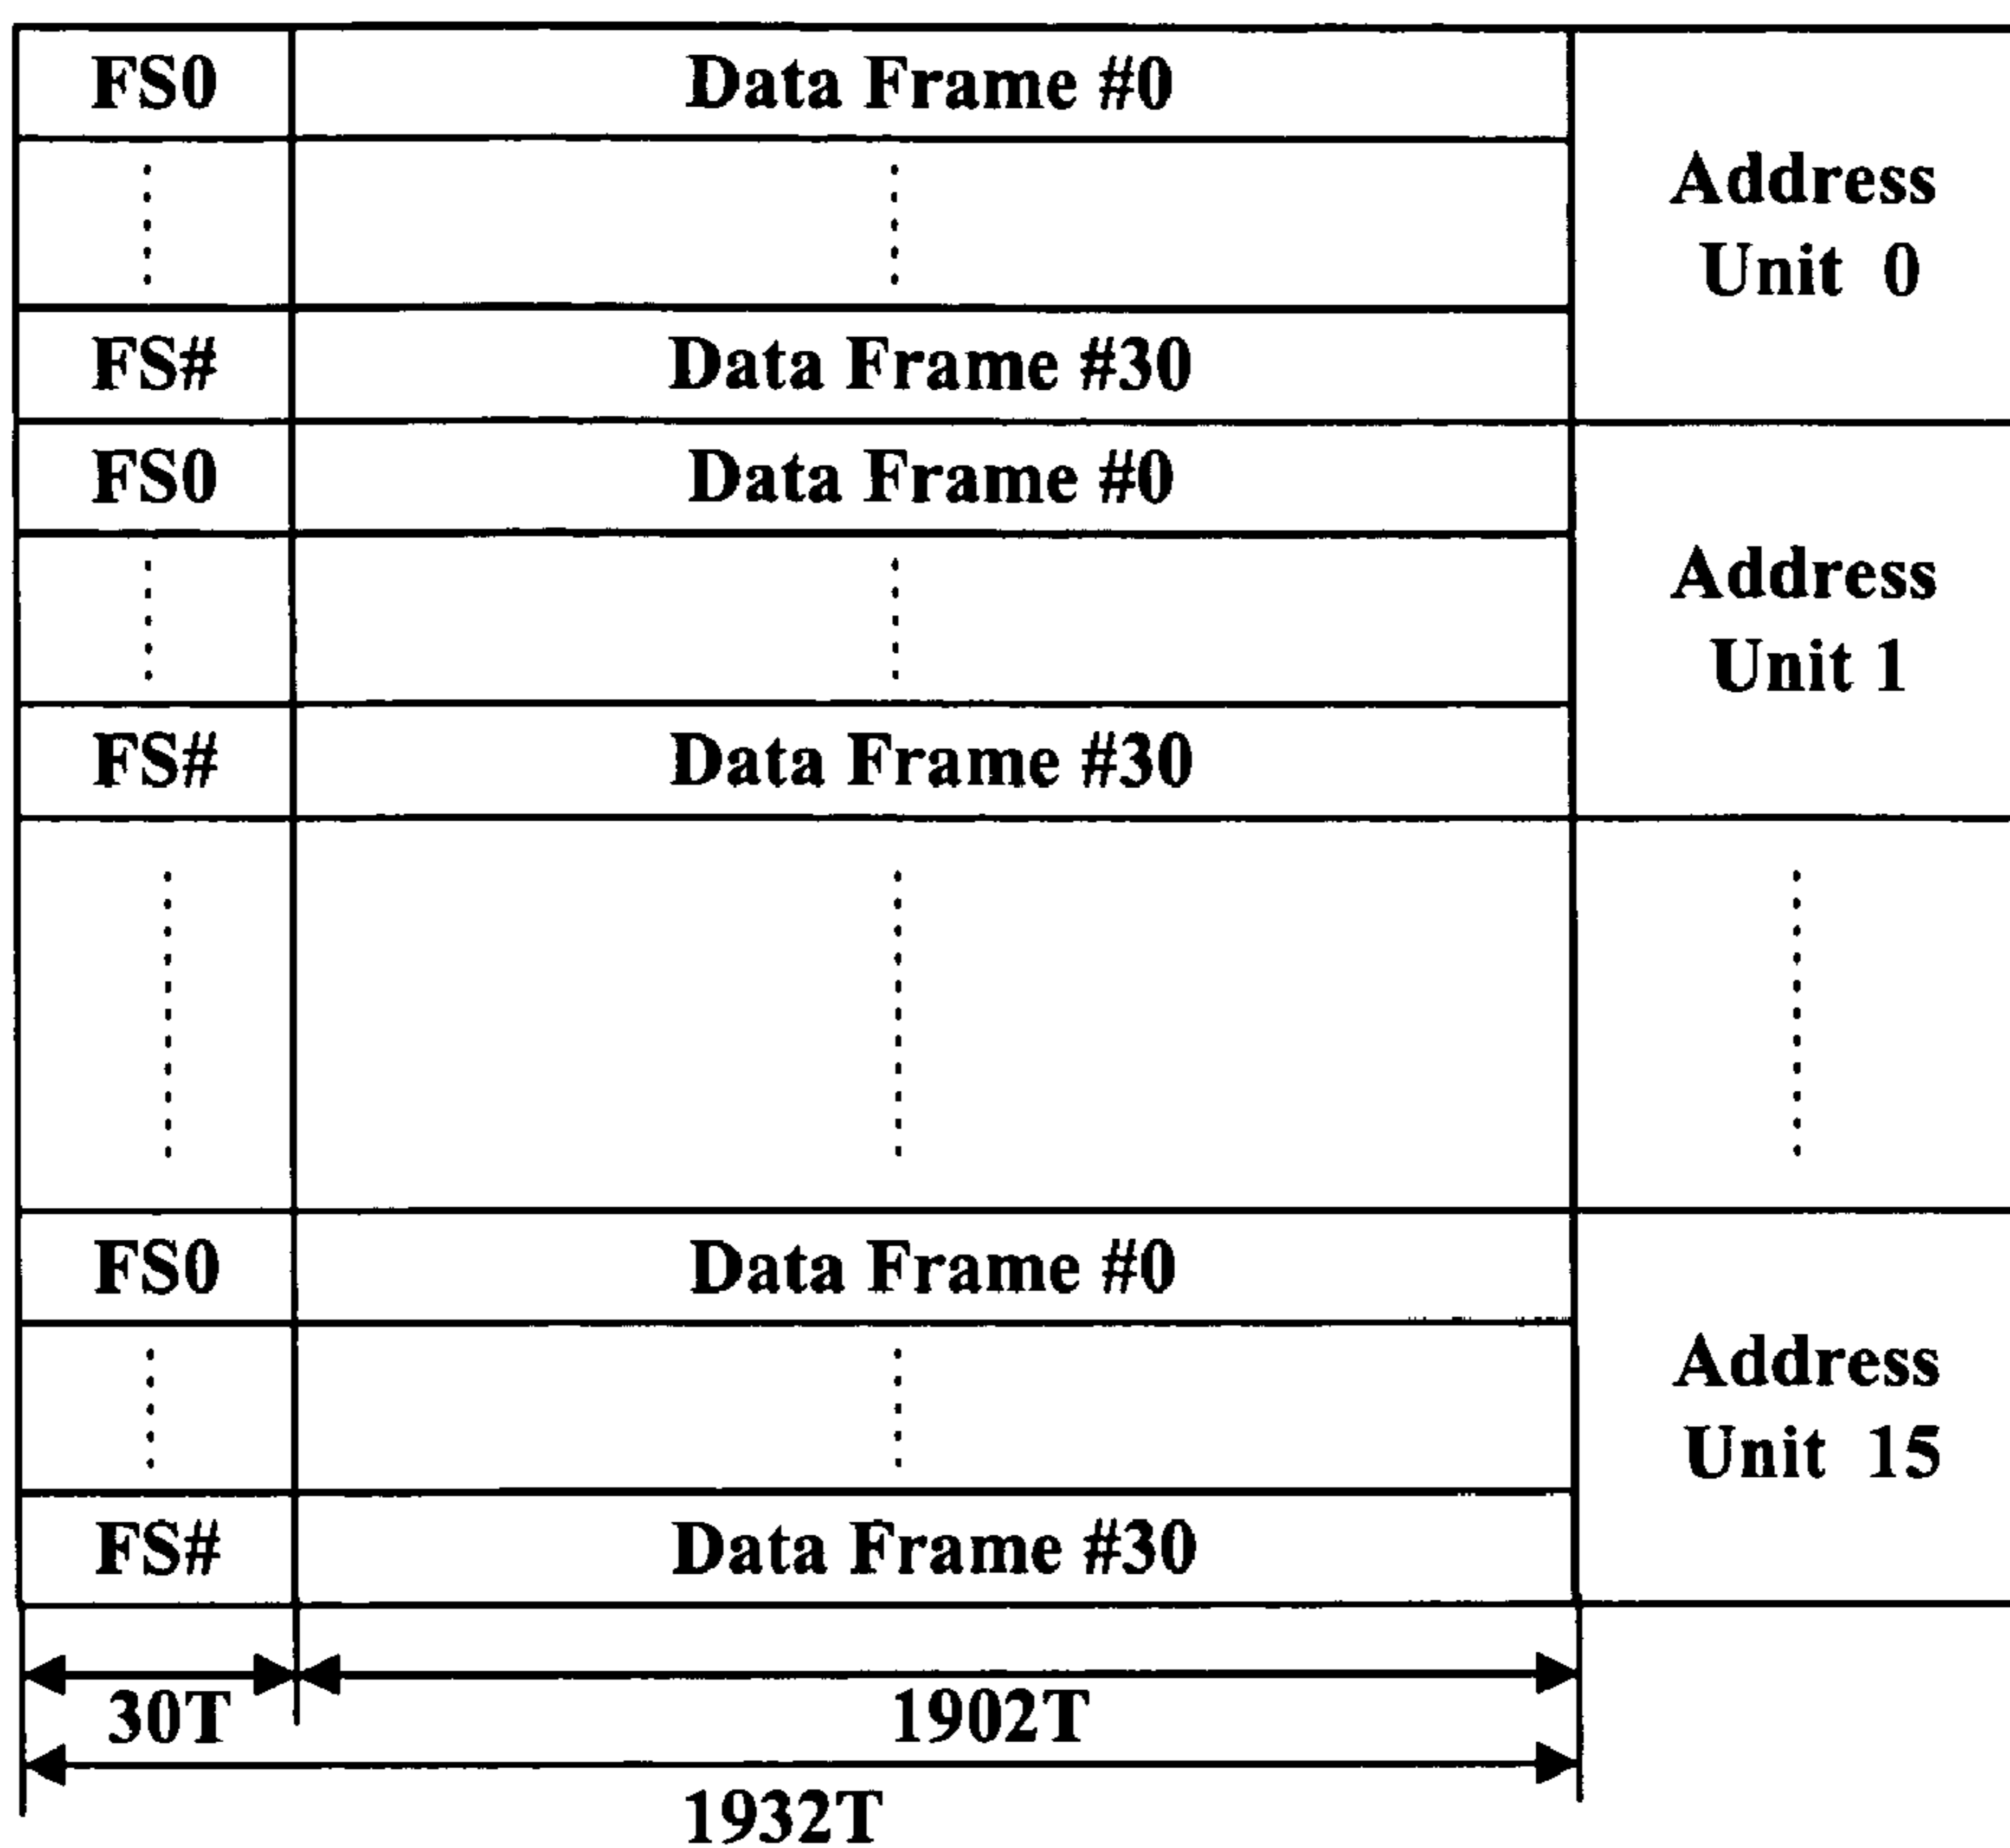 FS0 Data Frame #0
Address
Unit 0
FS# Data Frame #30
FS0 Data Frame #0
Address
Unit 1
FS# Data Frame #30
FS0 Data Frame #0
Address
Unit 15
FS# Data Frame #30
30T 1902T
1932T